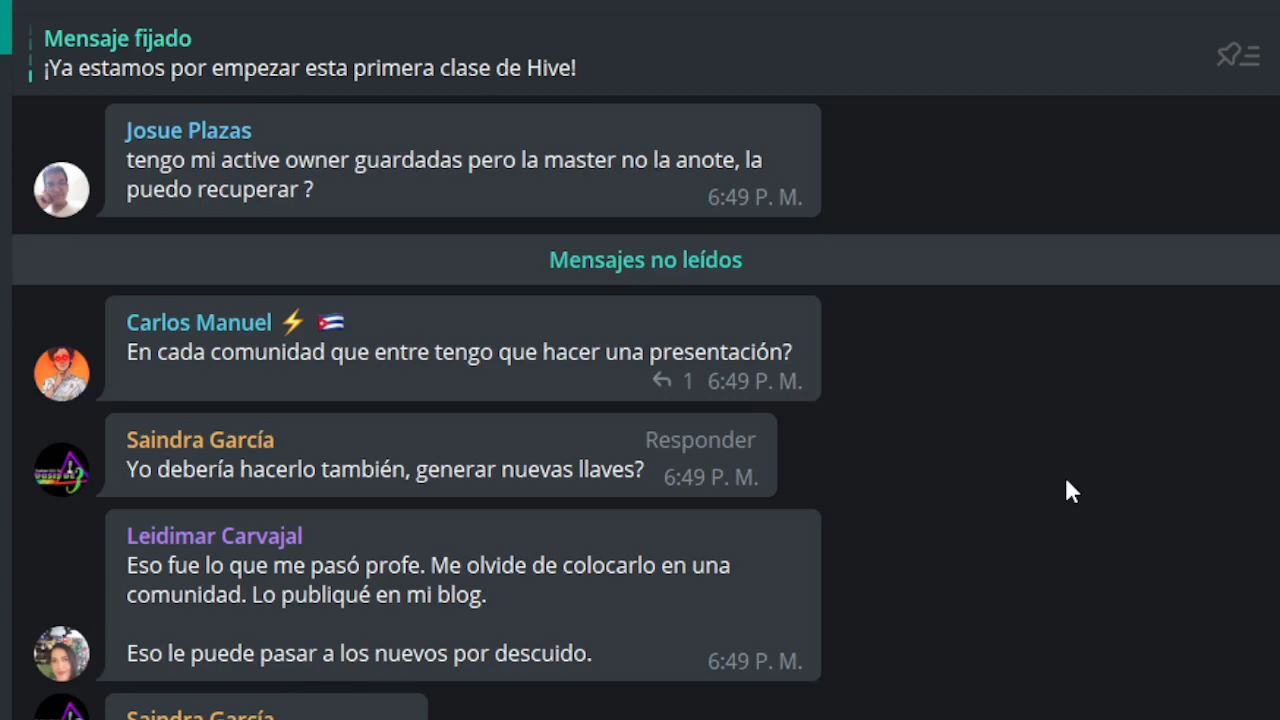 Mensaje fijado
¡Ya estamos por empezar esta primera clase de Hive!
Josue Plazas
tengo mi active owner guardadas pero la master no la anote, la
puedo recuperar ?
6:49 P. M.
Mensajes no leídos
Carlos Manuel ⚡ 🇨🇺
En cada comunidad que entre tengo que hacer una presentación?
1 6:49 P. M.
Saindra García
Responder
Yo debería hacerlo también, generar nuevas llaves?
6:49 P. M.
Leidimar Carvajal
Eso fue lo que me pasó profe. Me olvide de colocarlo en una
comunidad. Lo publiqué en mi blog.
Eso le puede pasar a los nuevos por descuido.
6:49 P. M.
Saindra García